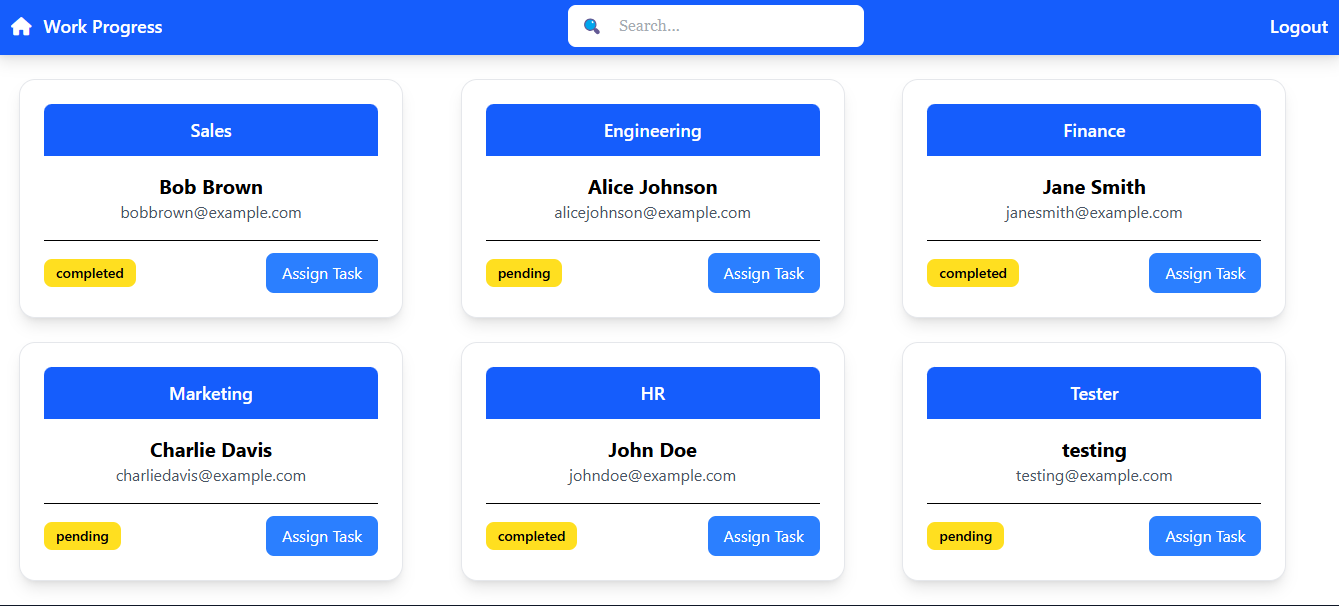 Work Progress
Search...
Logout
Sales
Bob Brown
bobbrown@example.com
completed
Assign Task
Engineering
Alice Johnson
alicejohnson@example.com
pending
Assign Task
Finance
Jane Smith
janesmith@example.com
completed
Assign Task
Marketing
Charlie Davis
charliedavis@example.com
pending
Assign Task
HR
John Doe
johndoe@example.com
completed
Assign Task
Tester
testing
testing@example.com
pending
Assign Task